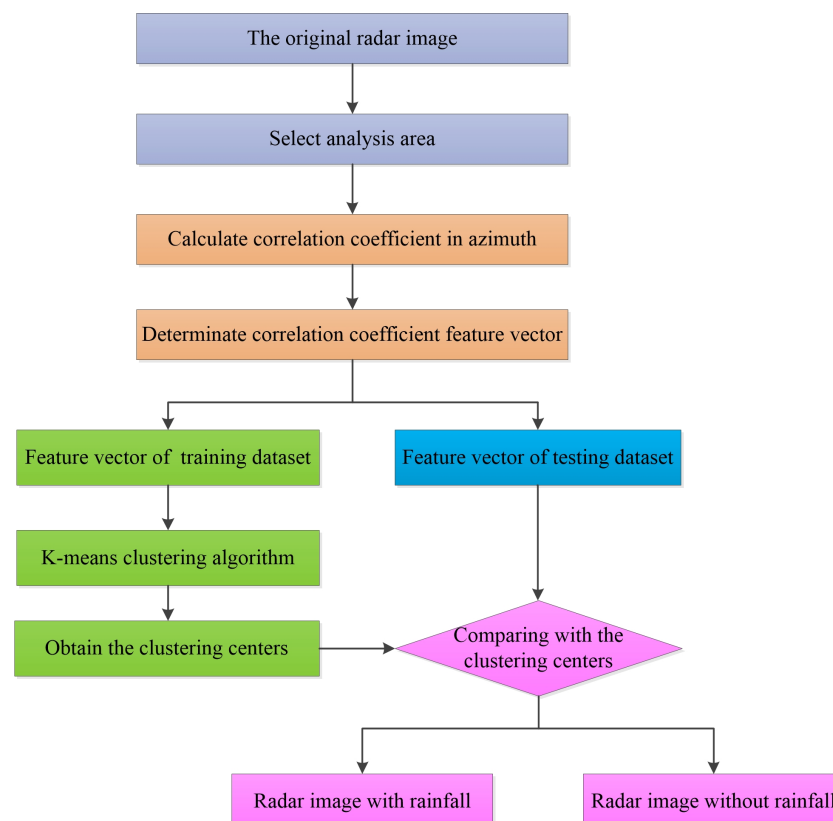 The original radar image
Select analysis area
Calculate correlation coefficient in azimuth
Determinate correlation coefficient feature vector
Feature vector of training dataset
Feature vector of testing dataset
K-means clustering algorithm
Obtain the clustering centers
Comparing with the
clustering centers
Radar image with rainfall
Radar image without rainfall